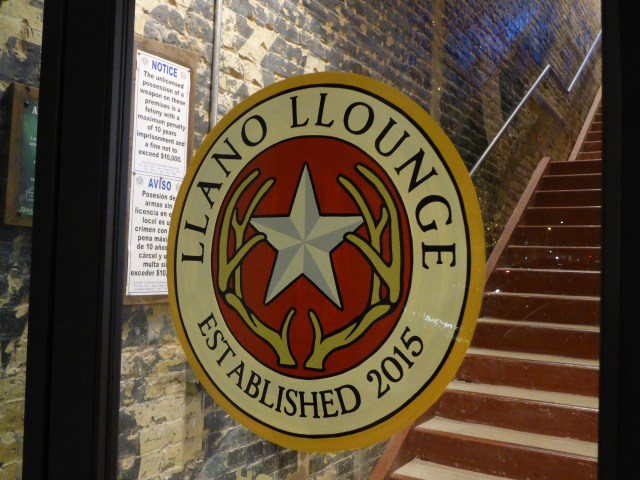 NOTICE
The unlicensed
possession of a
weapon on these
premises is a
felony with a
maximum penalty
of 10 years
imprisonment and
a fine not to
exceed $10,000.
AVISO
Posesión de
armas sin
licencia en
local es u
crimen con
pena máxim
de 10 años
cárcel y u
multa si
exceder $10,
LLANO LLOUNGE
ESTABLISHED 2015